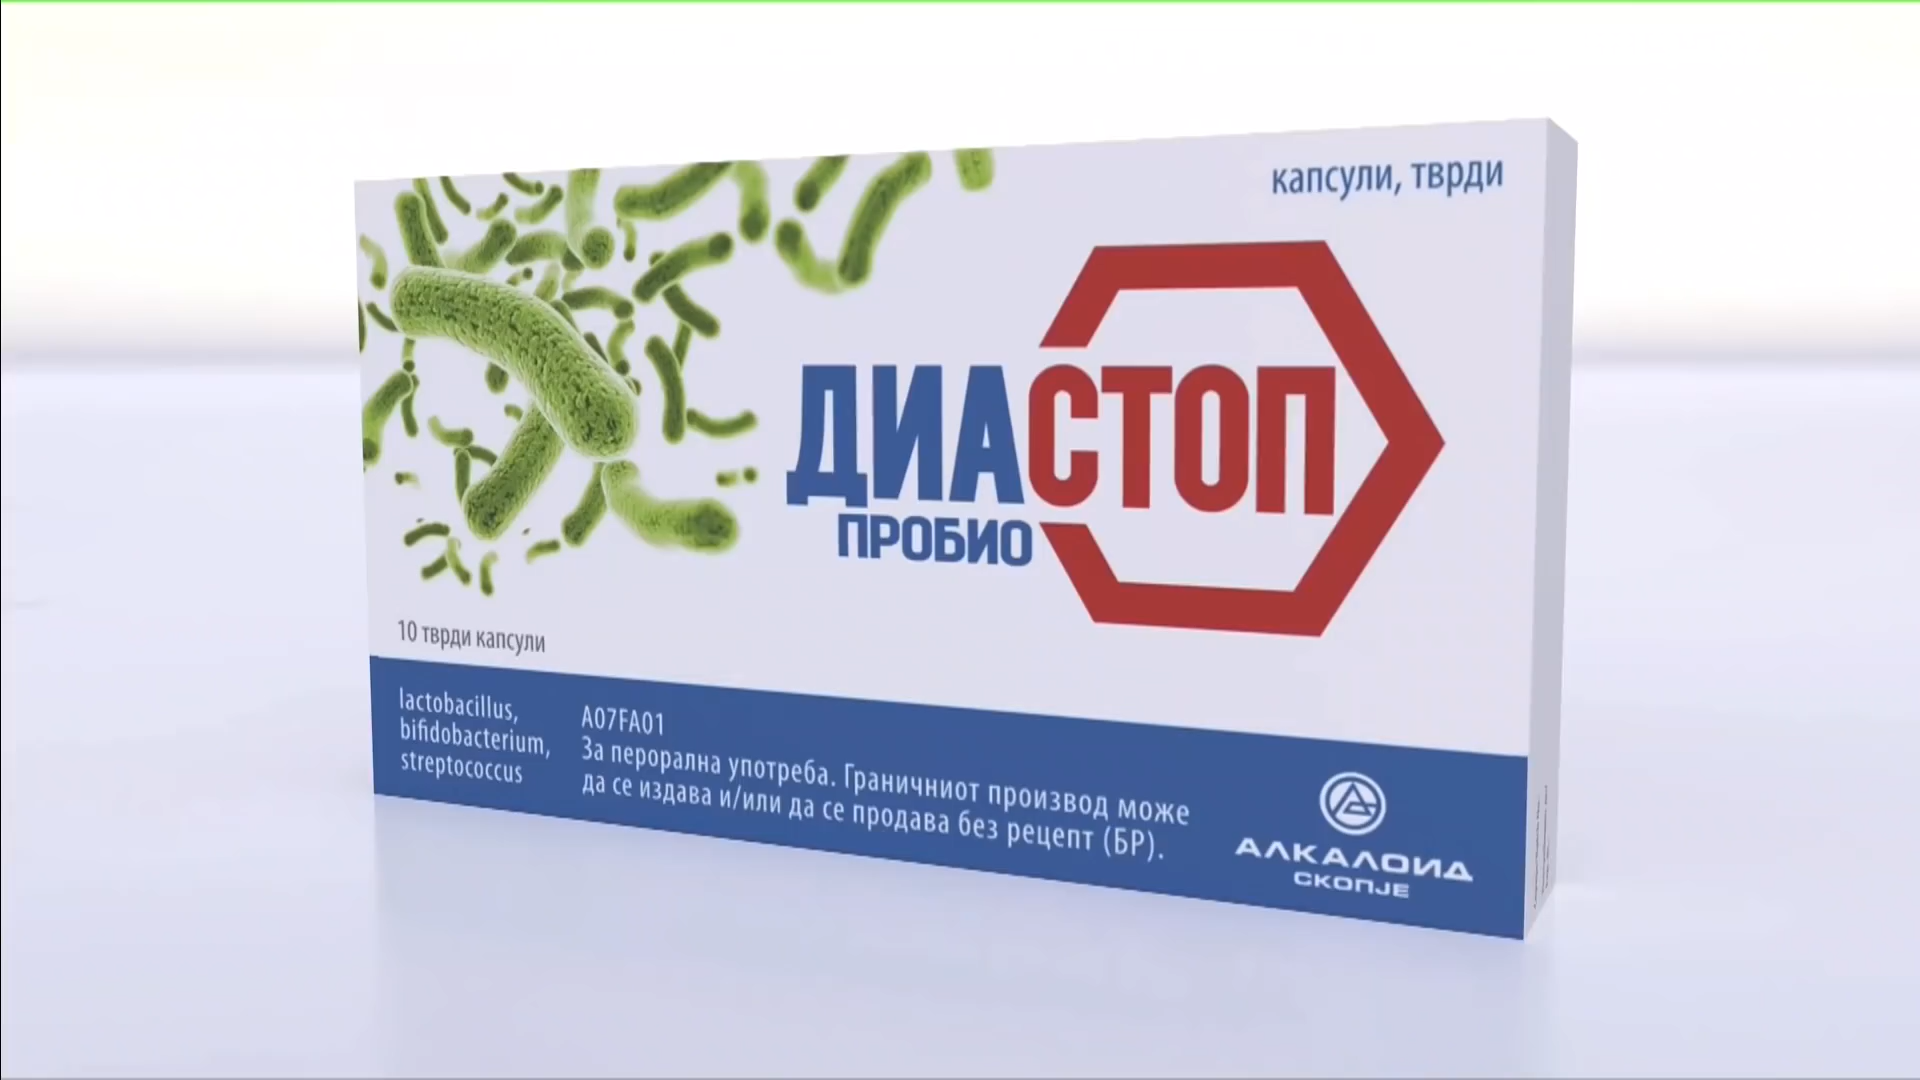 капсули, тврди
ДИАСТОП
ПРОБИО
10 тврди капсули
lactobacillus,
bifidobacterium,
streptococcus
A07FA01
За перорална употреба. Граничниот производ може
да се издава и/или да се продава без рецепт (БР).
АЛКАЛОИД
СКОПЈЕ